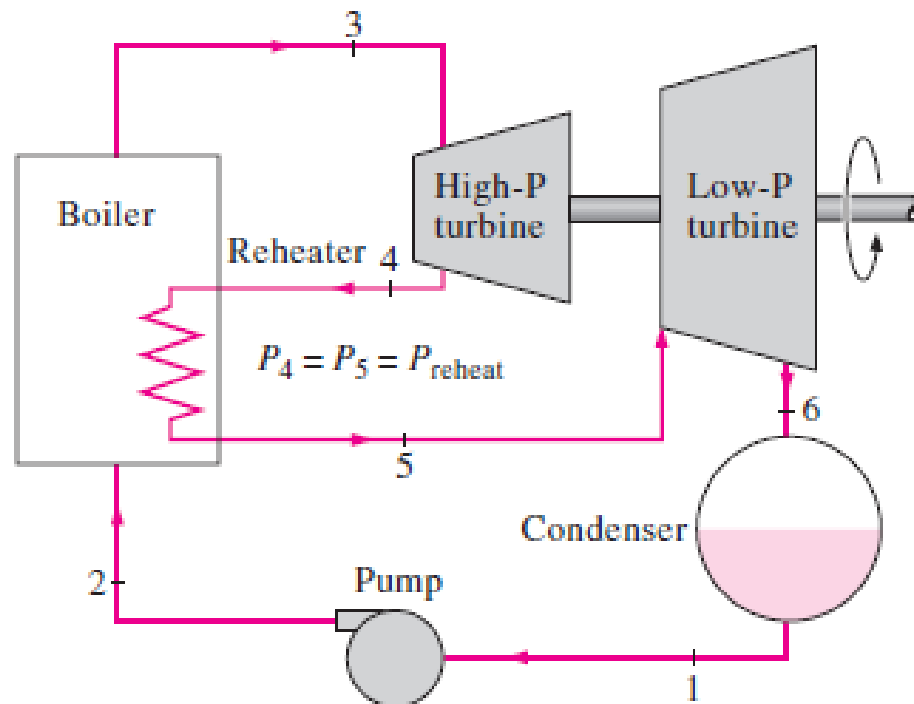 3
High-P
turbine
Low-P
turbine
Boiler
Reheater
4
P4 = P5 = Preheat
5
6
Condenser
2
Pump
1